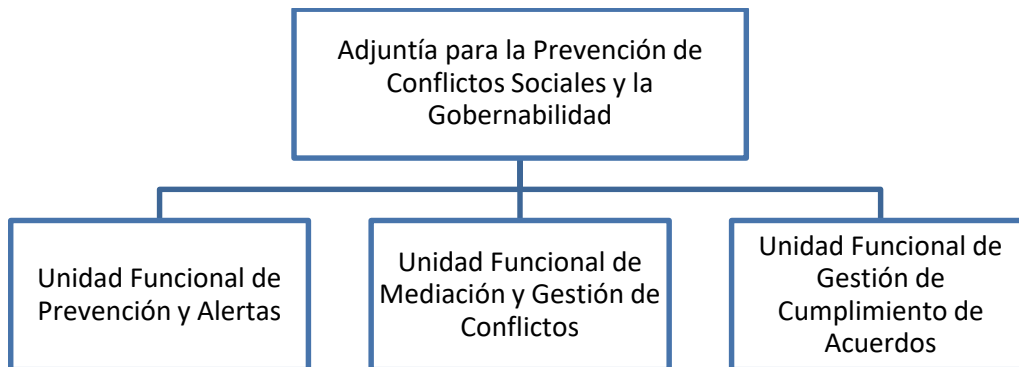 Adjuntía para la Prevención de
Conflictos Sociales y la
Gobernabilidad
Unidad Funcional de
Prevención y Alertas
Unidad Funcional de
Mediación y Gestión de
Conflictos
Unidad Funcional de
Gestión de
Cumplimiento de
Acuerdos